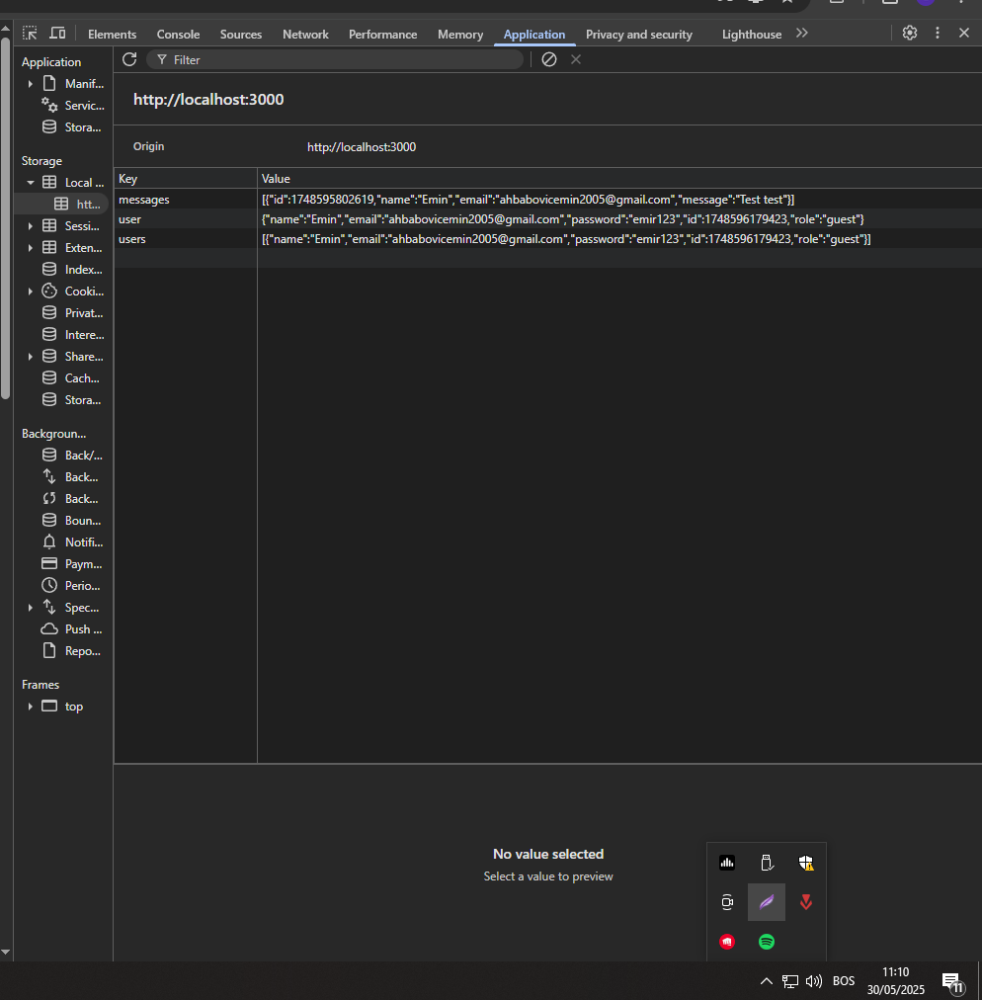 Elements Console Sources Network Performance Memory Application Privacy and security Lighthouse
Filter
Application
Manif...
Servic...
Stora...
Storage
Local ...
htt...
Sessi...
Exten...
Index...
Cooki...
Privat...
Intere...
Share...
Cach...
Stora...
Backgroun...
Back/...
Back...
Back...
Boun...
Notifi...
Paym...
Perio...
Spec...
Push ...
Repo...
Frames
top
http://localhost:3000
Origin http://localhost:3000
Key Value
messages [{"id":1748595802619,"name":"Emin","email":"ahbabovicemin2005@gmail.com","message":"Test test"}]
user {"name":"Emin","email":"ahbabovicemin2005@gmail.com","password":"emir123","id":1748596179423,"role":"guest"}
users [{"name":"Emin","email":"ahbabovicemin2005@gmail.com","password":"emir123","id":1748596179423,"role":"guest"}]
No value selected
Select a value to preview
BOS
11:10
30/05/2025
11